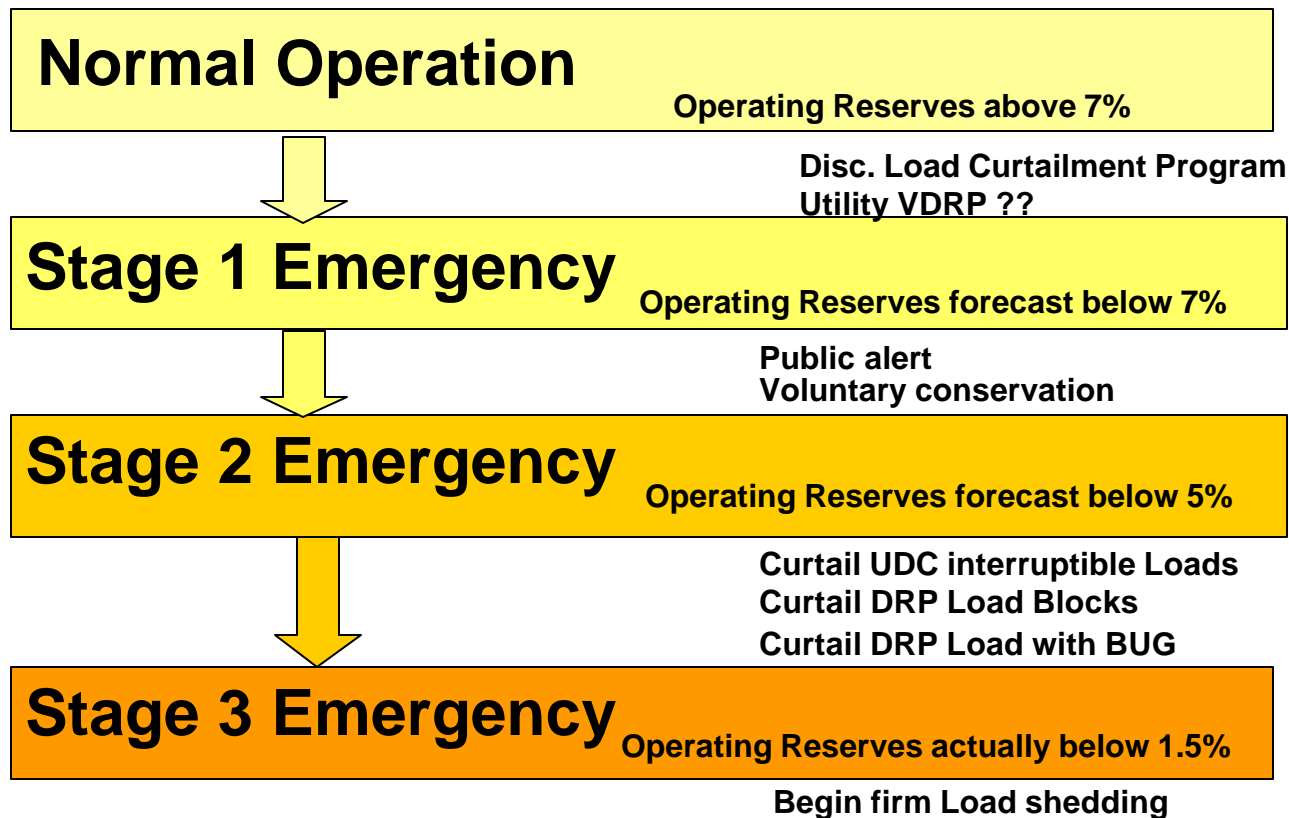 Normal Operation
Operating Reserves above 7%
Disc. Load Curtailment Program
Utility VDRP ??
Stage 1 Emergency
Operating Reserves forecast below 7%
Public alert
Voluntary conservation
Stage 2 Emergency
Operating Reserves forecast below 5%
Curtail UDC interruptible Loads
Curtail DRP Load Blocks
Curtail DRP Load with BUG
Stage 3 Emergency
Operating Reserves actually below 1.5%
Begin firm Load shedding